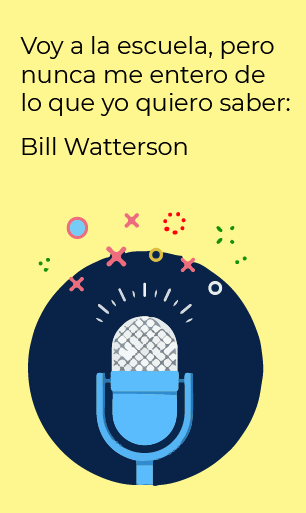 Voy a la escuela, pero
nunca me entero de
lo que yo quiero saber:
Bill Watterson